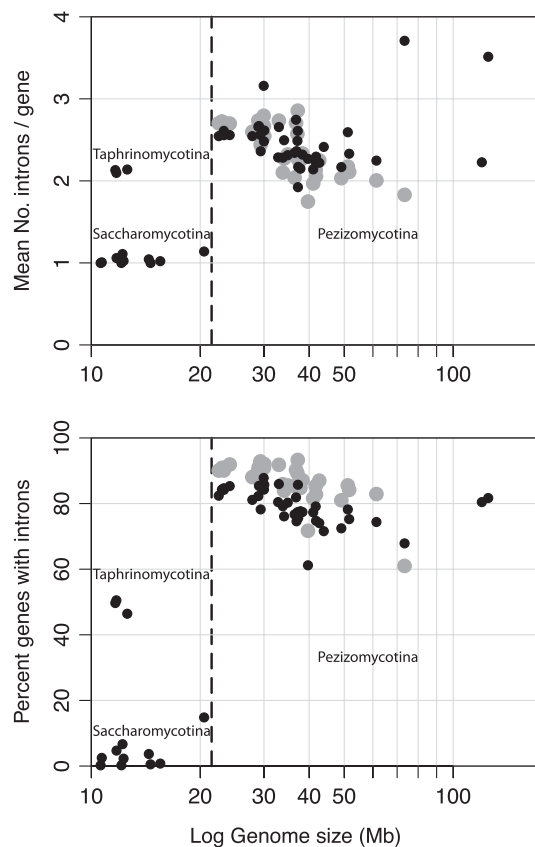 4
3
2
1
0
Mean No. introns / gene
Taphrinomycotina
Saccharomycotina
Pezizomycotina
10 20 30 40 50 100
100
80
60
40
20
0
Percent genes with introns
Taphrinomycotina
Pezizomycotina
Saccharomycotina
10 20 30 40 50 100
Log Genome size (Mb)